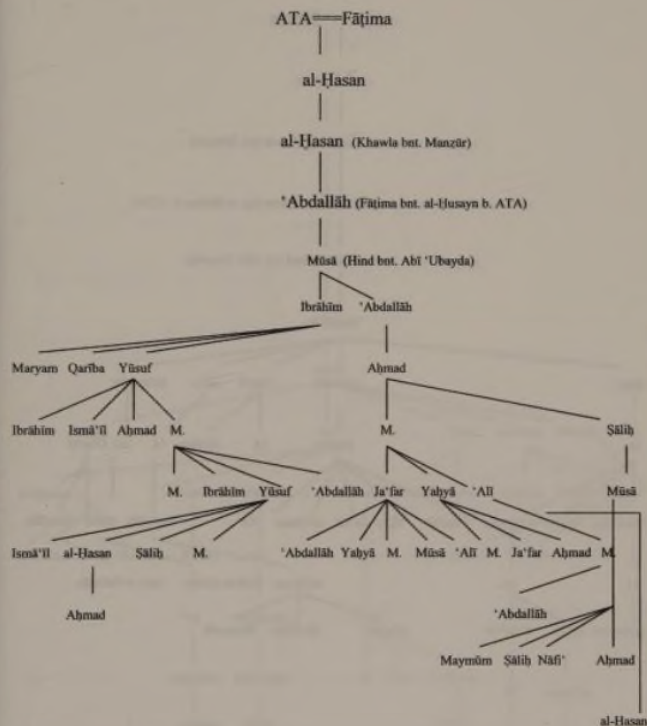 ATA═══Fāṭima
al-Ḥasan
al-Ḥasan (Khawla bnt. Manẓūr)
ʿAbdallāh (Fāṭima bnt. al-Ḥusayn b. ATA)
Mūsā (Hind bnt. Abī ʿUbayda)
Ibrāhīm ʿAbdallāh
Maryam Qarība Yūsuf Aḥmad
Ibrāhīm Ismāʿīl Aḥmad M. M. Ṣāliḥ
M. Ibrāhīm Yūsuf ʿAbdallāh Jaʿfar Yaḥyā ʿAlī Mūsā
Ismāʿīl al-Ḥasan Ṣāliḥ M. ʿAbdallāh Yaḥyā M. Mūsā ʿAlī M. Jaʿfar Aḥmad M.
Aḥmad ʿAbdallāh
Maymūm Ṣāliḥ Nāfiʿ Aḥmad
al-Ḥasan